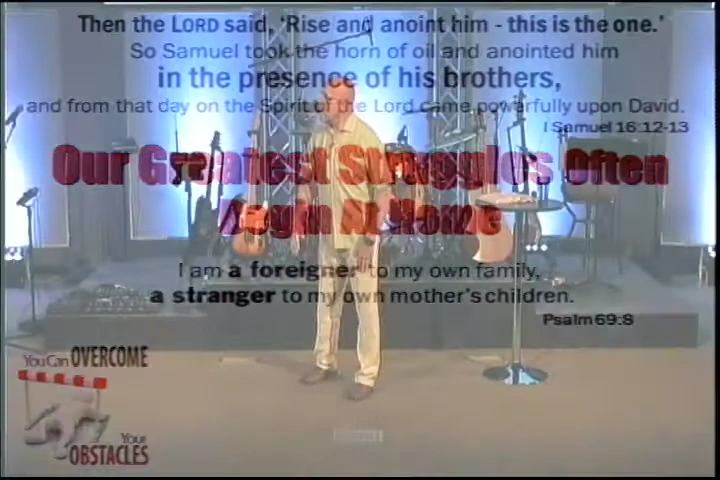 Then the LORD said, 'Rise and anoint him - this is the one.'
So Samuel took the horn of oil and anointed him
in the presence of his brothers,
and from that day on the Spirit of the Lord came powerfully upon David.
I Samuel 16:12-13
Our Greatest Struggles Often
Begin At Home
I am a foreigner to my own family,
a stranger to my own mother's children.
Psalm 69:8
You Can OVERCOME
Your
OBSTACLES